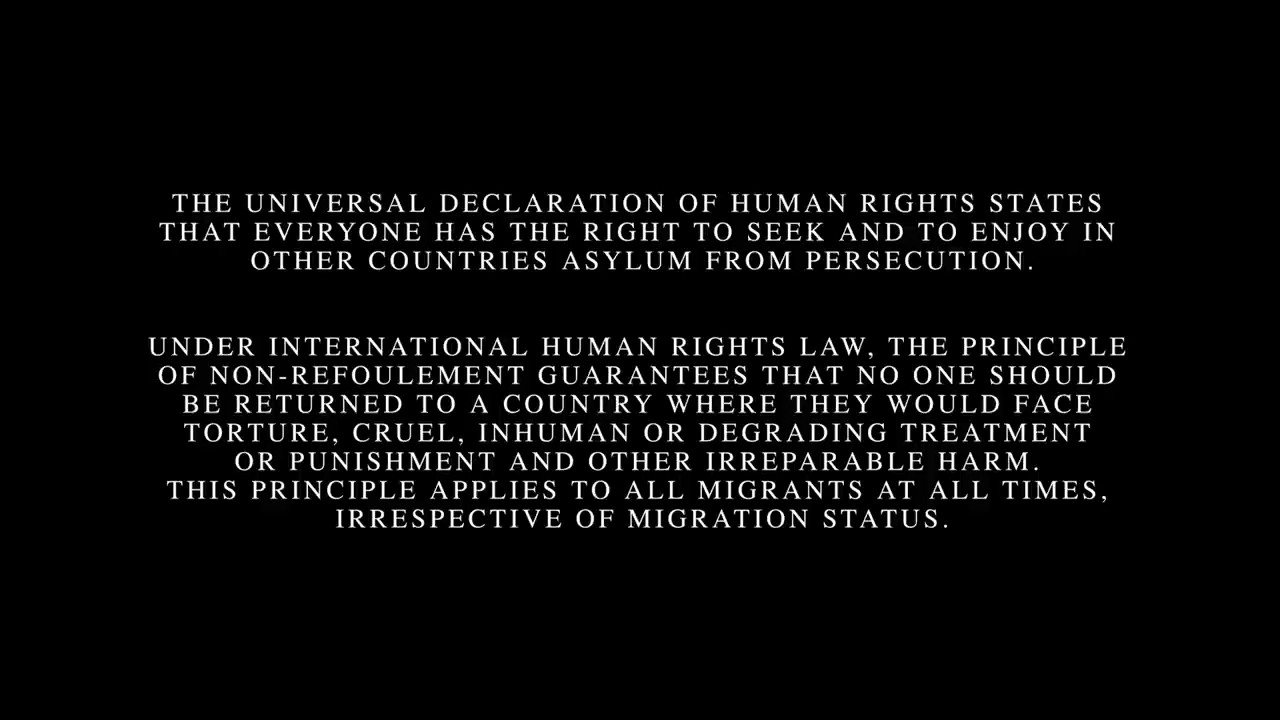 THE UNIVERSAL DECLARATION OF HUMAN RIGHTS STATES
THAT EVERYONE HAS THE RIGHT TO SEEK AND TO ENJOY IN
OTHER COUNTRIES ASYLUM FROM PERSECUTION.
UNDER INTERNATIONAL HUMAN RIGHTS LAW, THE PRINCIPLE
OF NON-REFOULEMENT GUARANTEES THAT NO ONE SHOULD
BE RETURNED TO A COUNTRY WHERE THEY WOULD FACE
TORTURE, CRUEL, INHUMAN OR DEGRADING TREATMENT
OR PUNISHMENT AND OTHER IRREPARABLE HARM.
THIS PRINCIPLE APPLIES TO ALL MIGRANTS AT ALL TIMES,
IRRESPECTIVE OF MIGRATION STATUS.